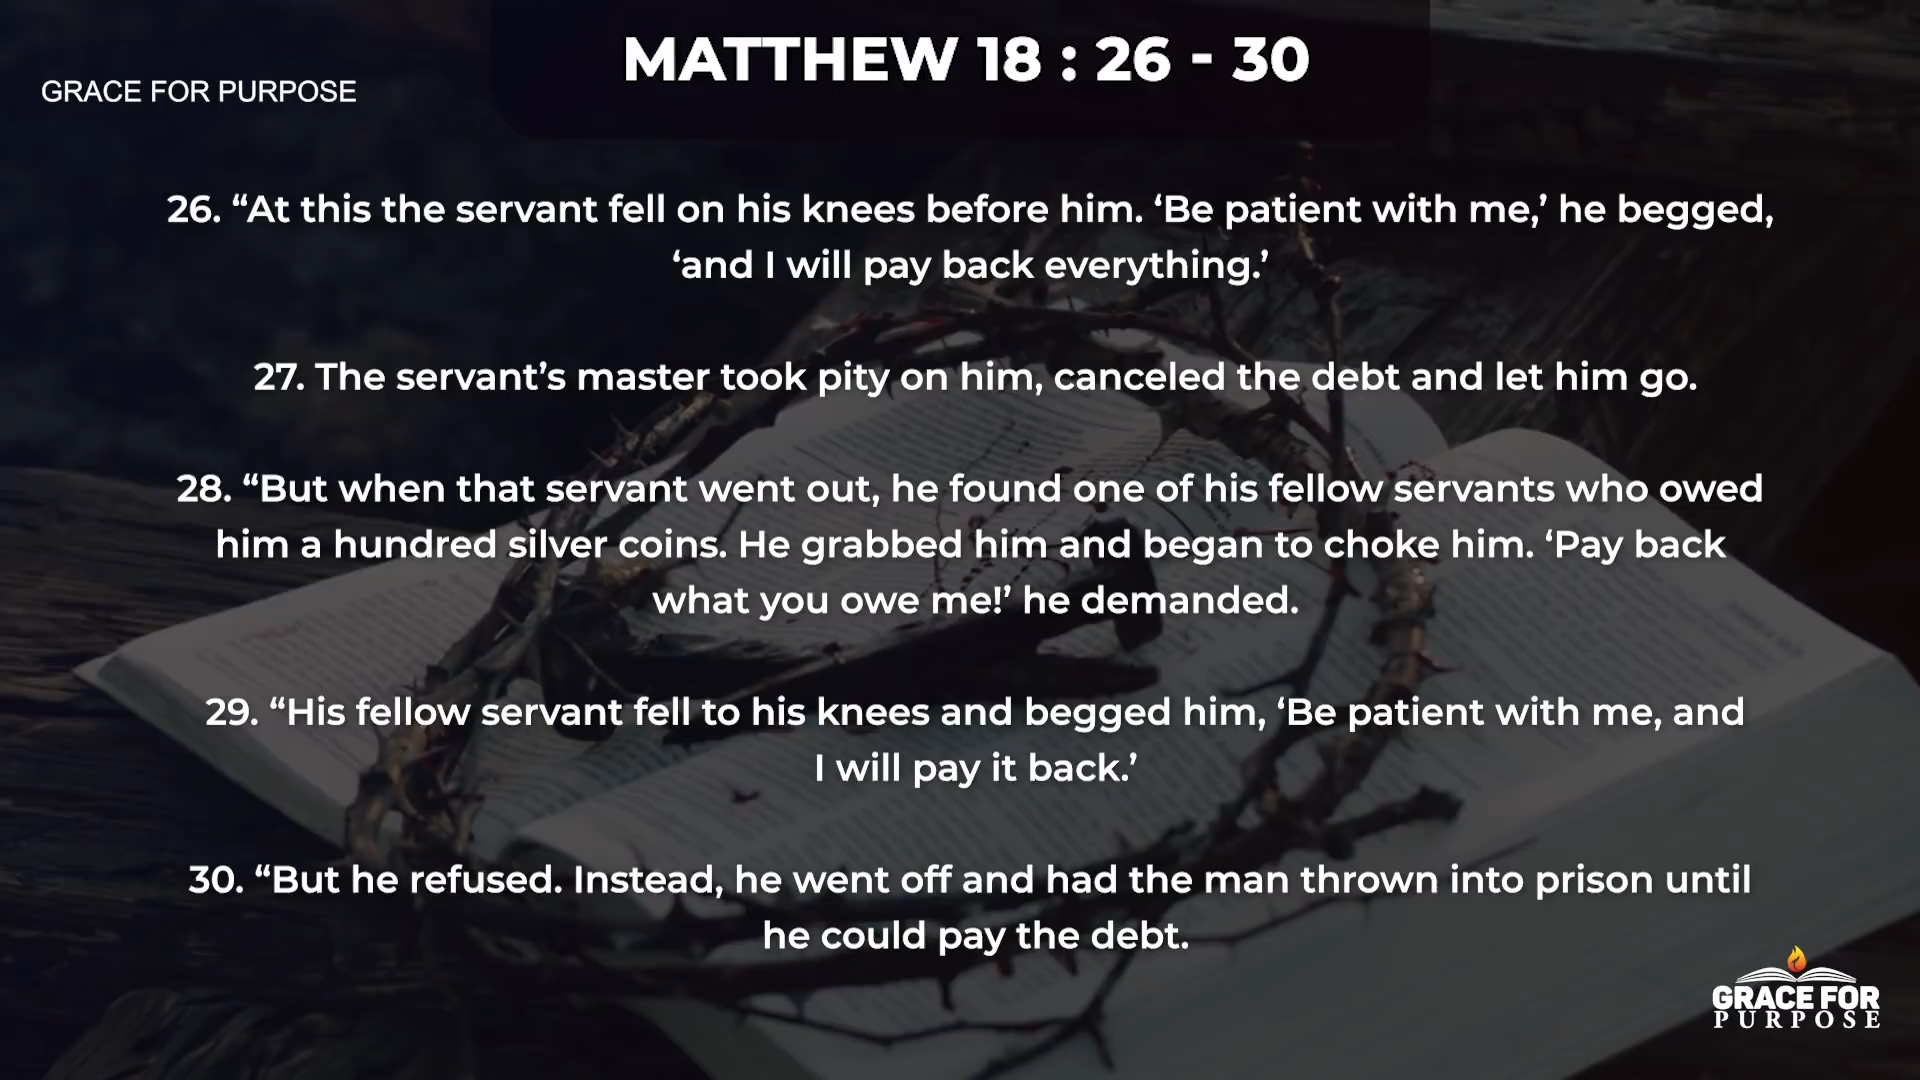 MATTHEW 18 : 26 - 30
GRACE FOR PURPOSE
26. “At this the servant fell on his knees before him. ‘Be patient with me,’ he begged,
‘and I will pay back everything.’
27. The servant’s master took pity on him, canceled the debt and let him go.
28. “But when that servant went out, he found one of his fellow servants who owed
him a hundred silver coins. He grabbed him and began to choke him. ‘Pay back
what you owe me!’ he demanded.
29. “His fellow servant fell to his knees and begged him, ‘Be patient with me, and
I will pay it back.’
30. “But he refused. Instead, he went off and had the man thrown into prison until
he could pay the debt.
GRACE FOR
PURPOSE